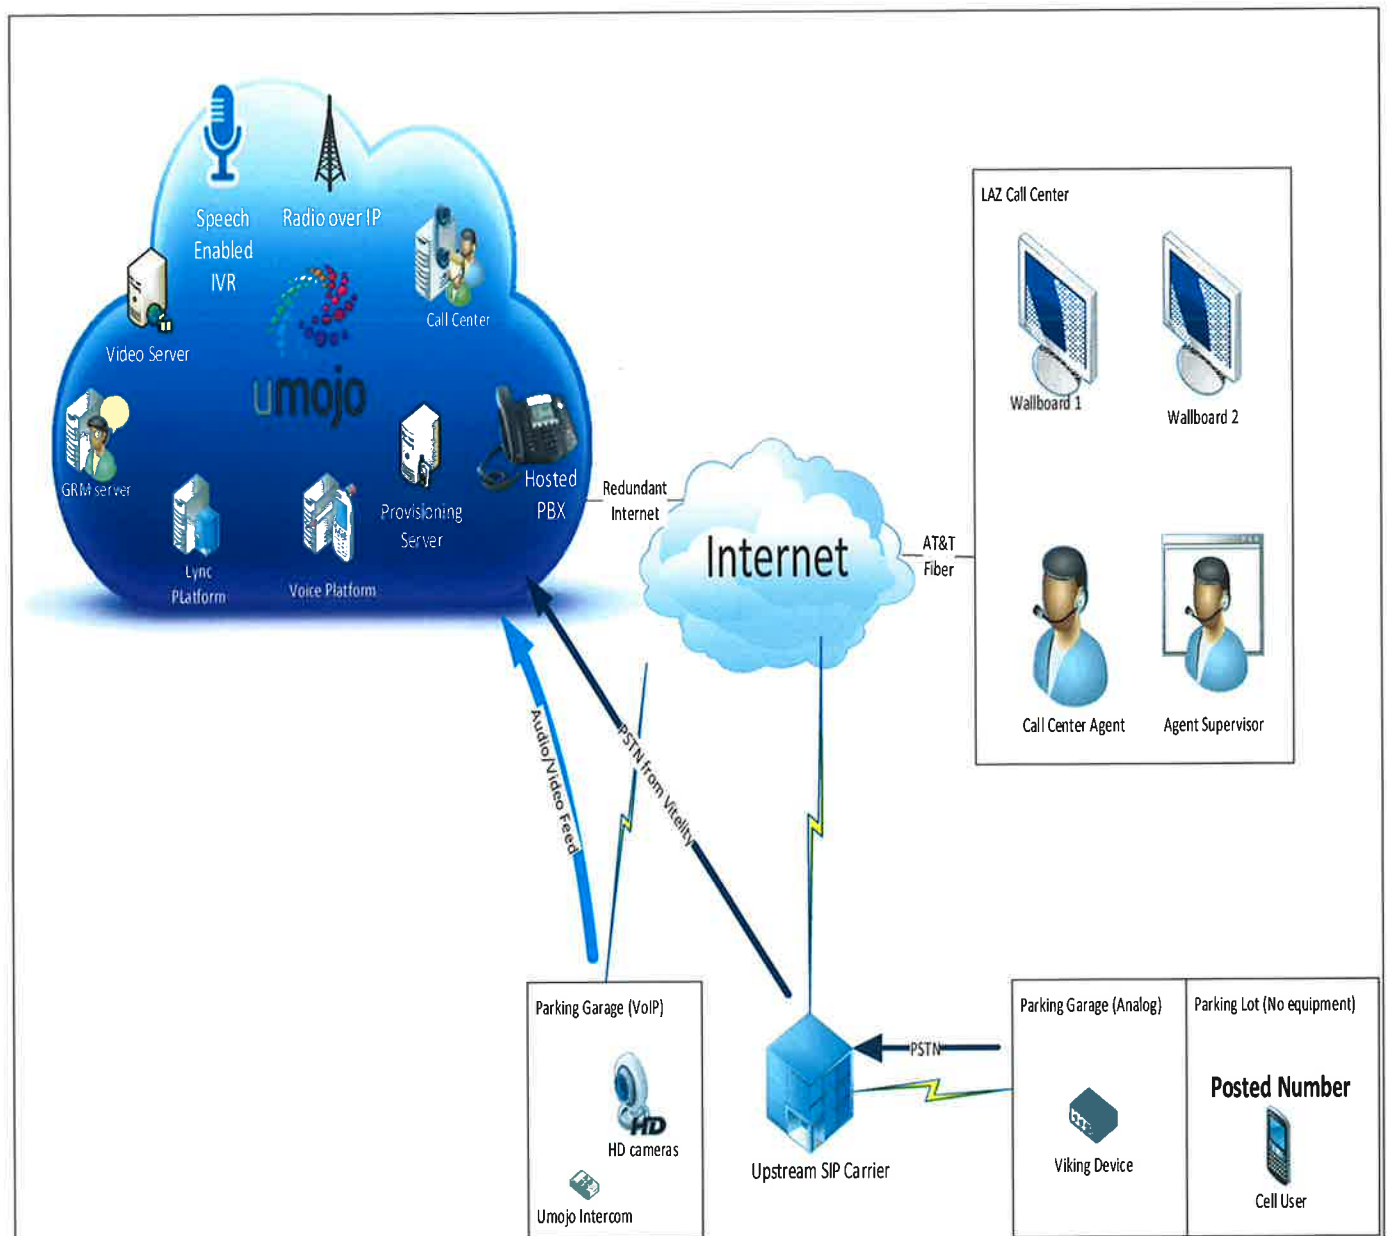 Speech
Enabled
IVR
Radio over IP
Call Center
Video Server
umojo
GRM server
Lync
PLatform
Voice Platform
Provisioning
Server
Hosted
PBX
Redundant
Internet
Internet
AT&T
Fiber
LAZ Call Center
Wallboard 1
Wallboard 2
Call Center Agent
Agent Supervisor
Audio/Video Feed
PSTN from Vitelity
Parking Garage (VoIP)
HD
HD cameras
Umojo Intercom
Upstream SIP Carrier
PSTN
Parking Garage (Analog)
Viking Device
Parking Lot (No equipment)
Posted Number
Cell User